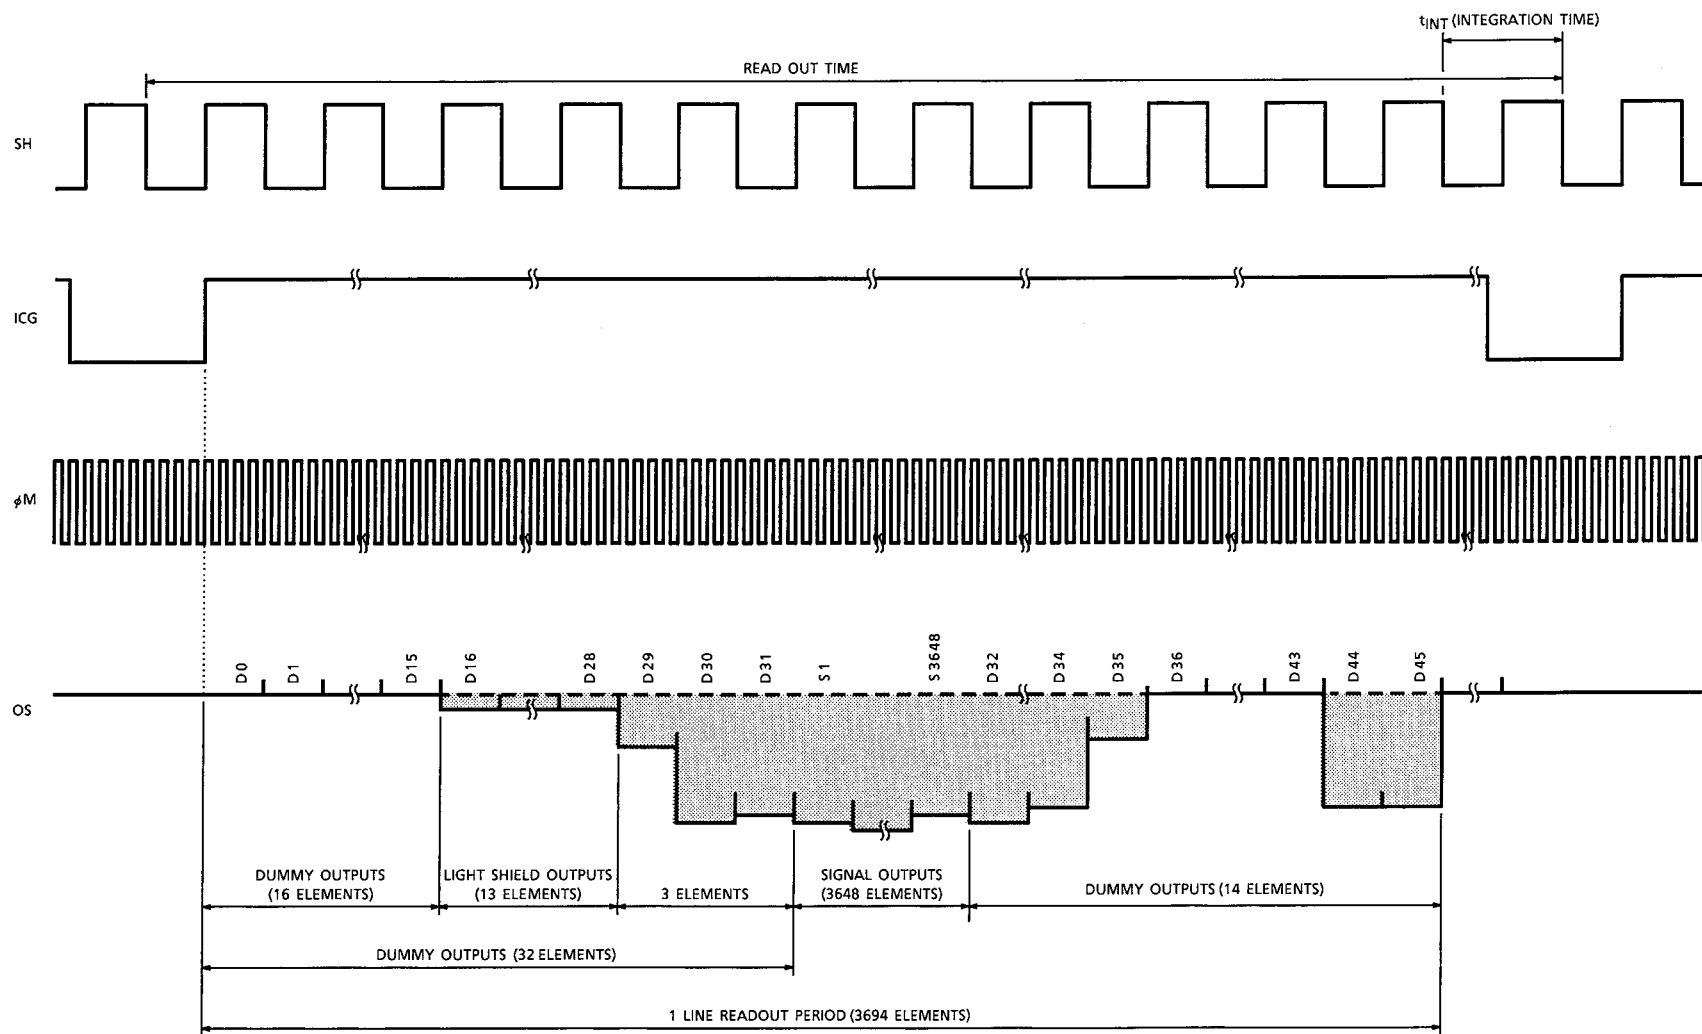 tINT (INTEGRATION TIME)
READ OUT TIME
SH
ICG
φM
D0 D1 D15 D16 D28 D29 D30 D31 S1 S3648 D32 D34 D35 D36 D43 D44 D45
OS
DUMMY OUTPUTS
(16 ELEMENTS)
LIGHT SHIELD OUTPUTS
(13 ELEMENTS)
3 ELEMENTS
SIGNAL OUTPUTS
(3648 ELEMENTS)
DUMMY OUTPUTS (14 ELEMENTS)
DUMMY OUTPUTS (32 ELEMENTS)
1 LINE READOUT PERIOD (3694 ELEMENTS)